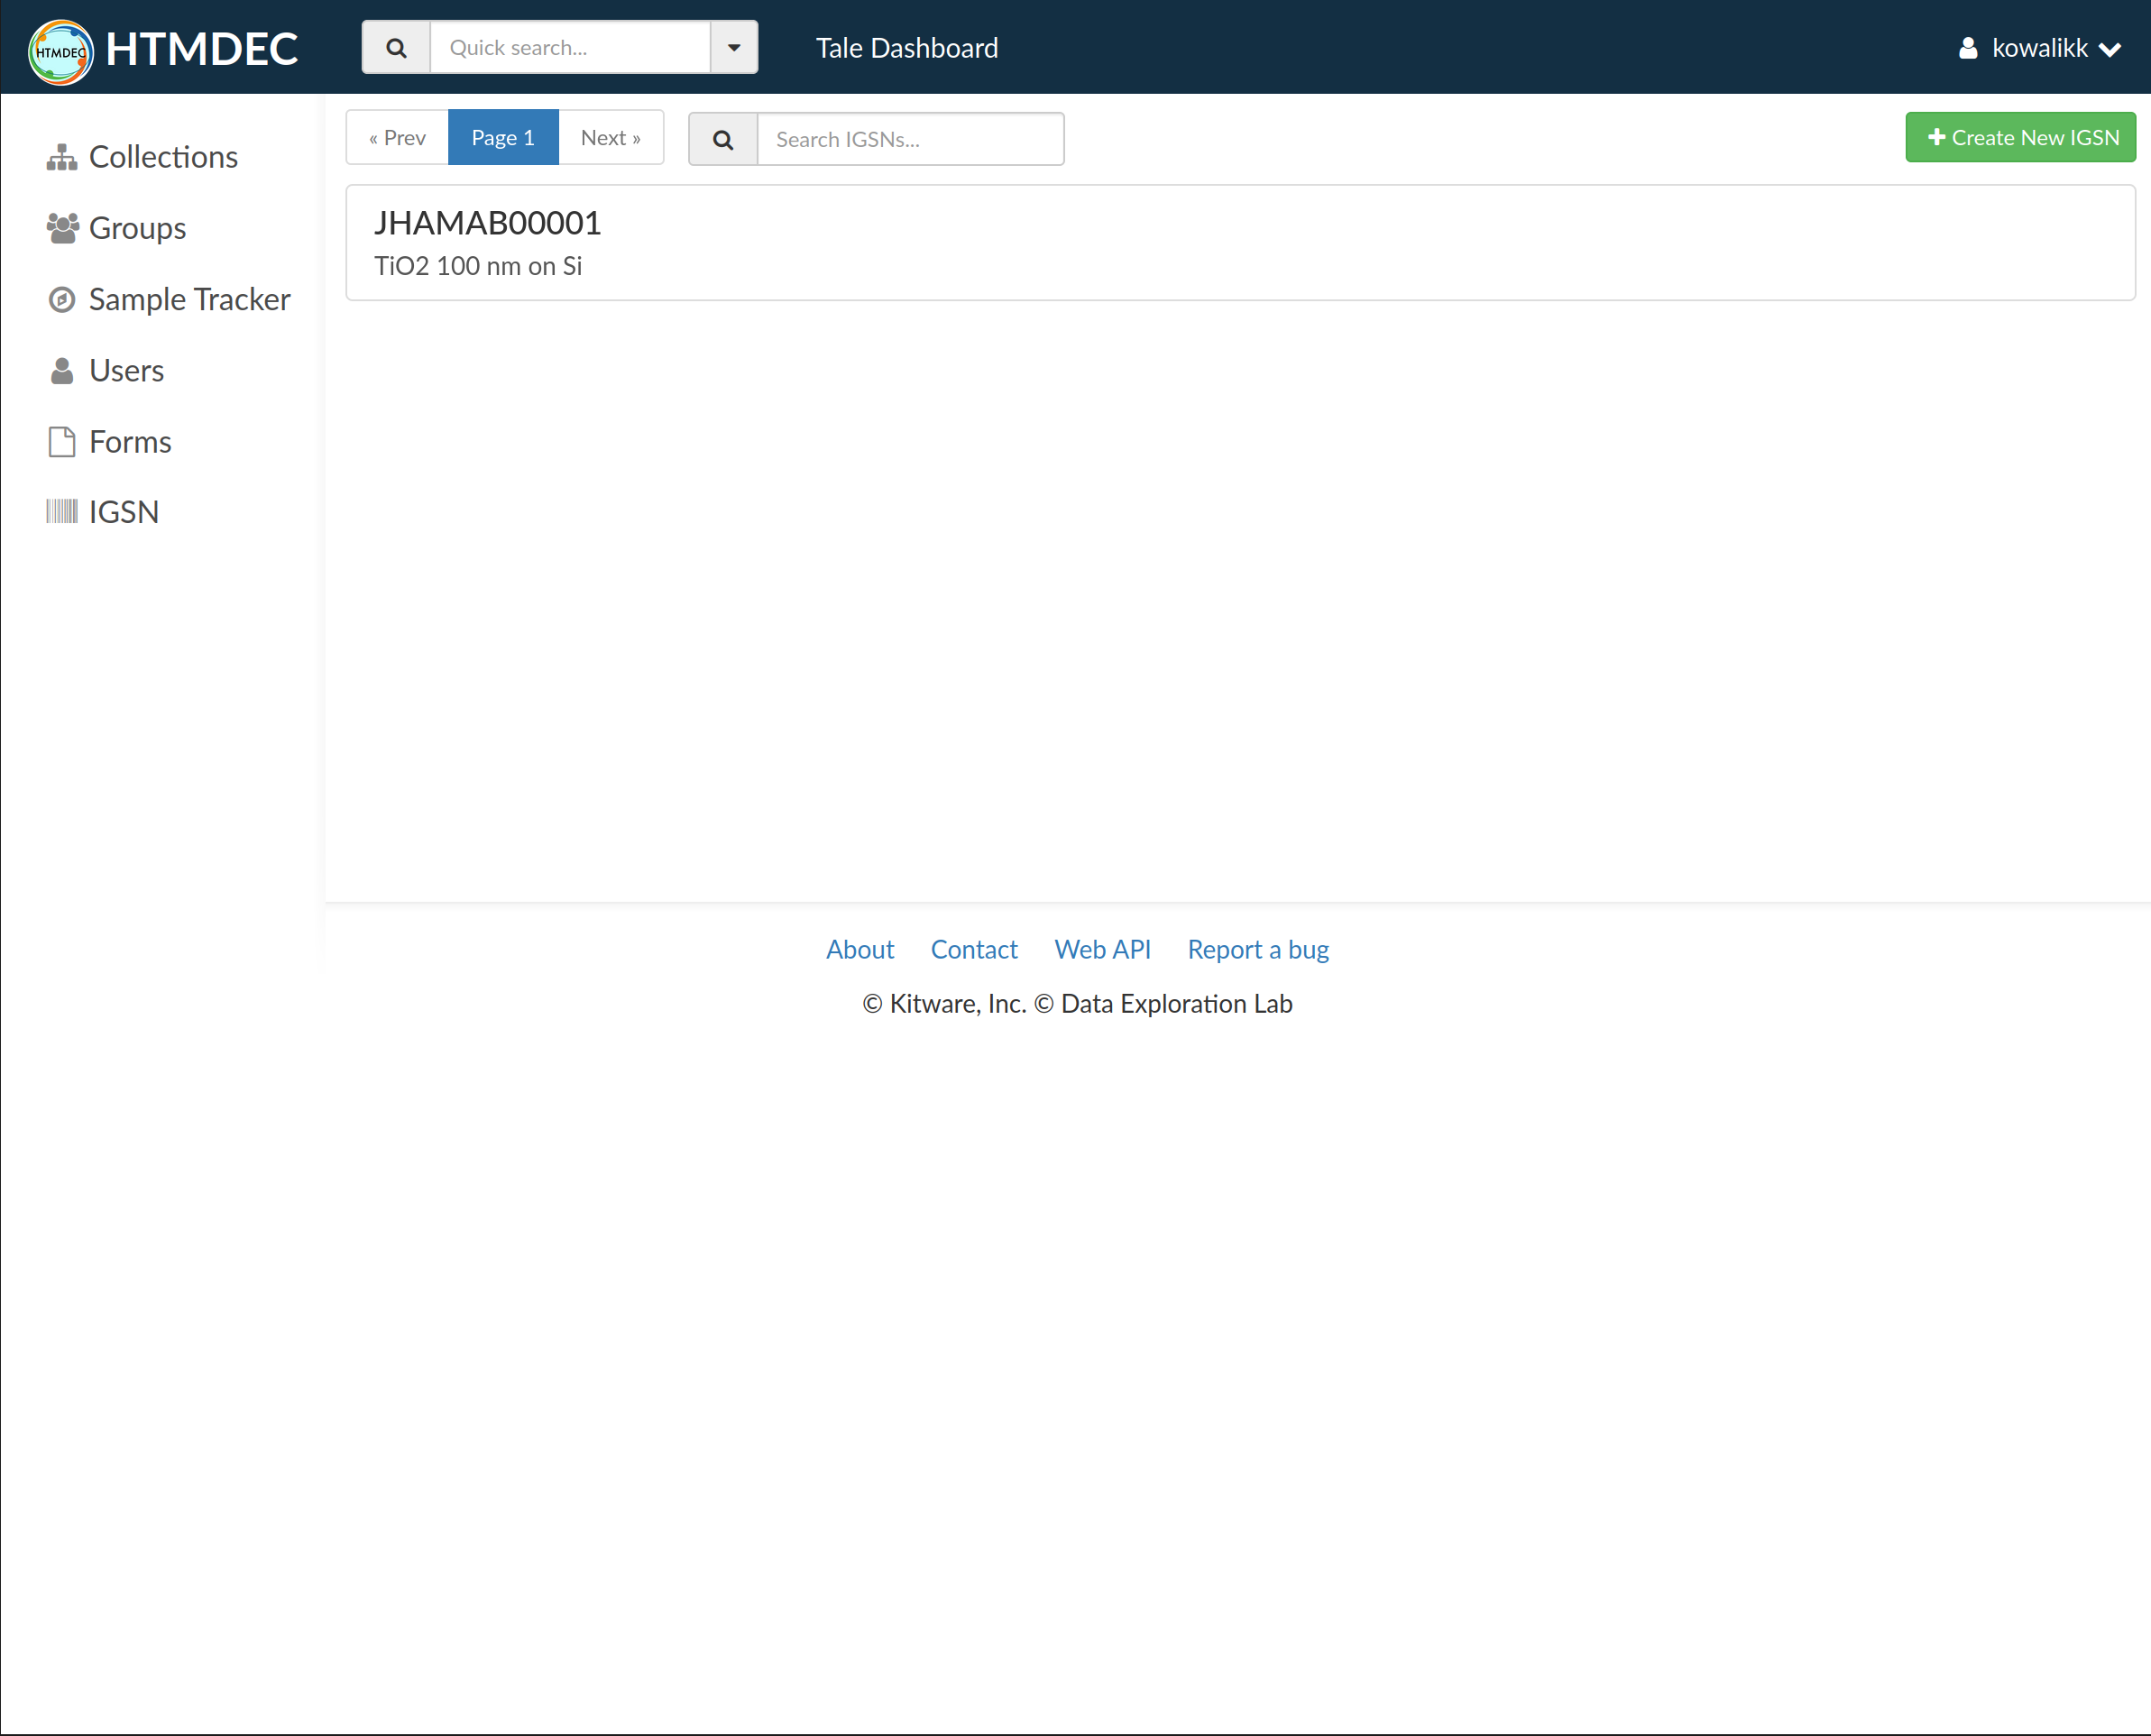 HTMDEC HTMDEC Quick search... Tale Dashboard kowalikk
« Prev Page 1 Next » Search IGSNs... Create New IGSN
Collections
Groups
Sample Tracker
Users
Forms
IGSN
JHAMAB00001
TiO2 100 nm on Si
About Contact Web API Report a bug
© Kitware, Inc. © Data Exploration Lab